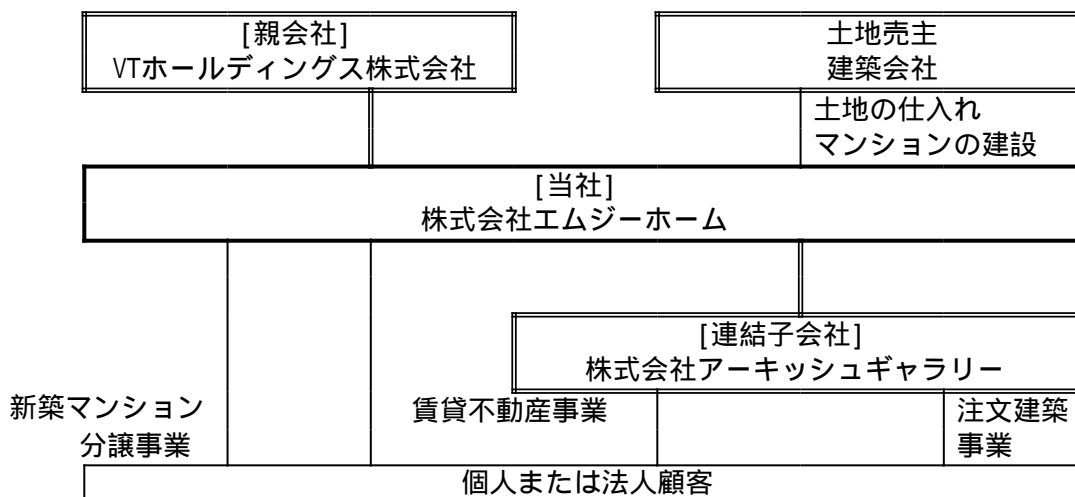 [親会社]
VTホールディングス株式会社
土地売主
建築会社
土地の仕入れ
マンションの建設
[当社]
株式会社エムジーホーム
[連結子会社]
株式会社アーキッシュギャラリー
新築マンション
分譲事業
賃貸不動産事業
注文建築
事業
個人または法人顧客